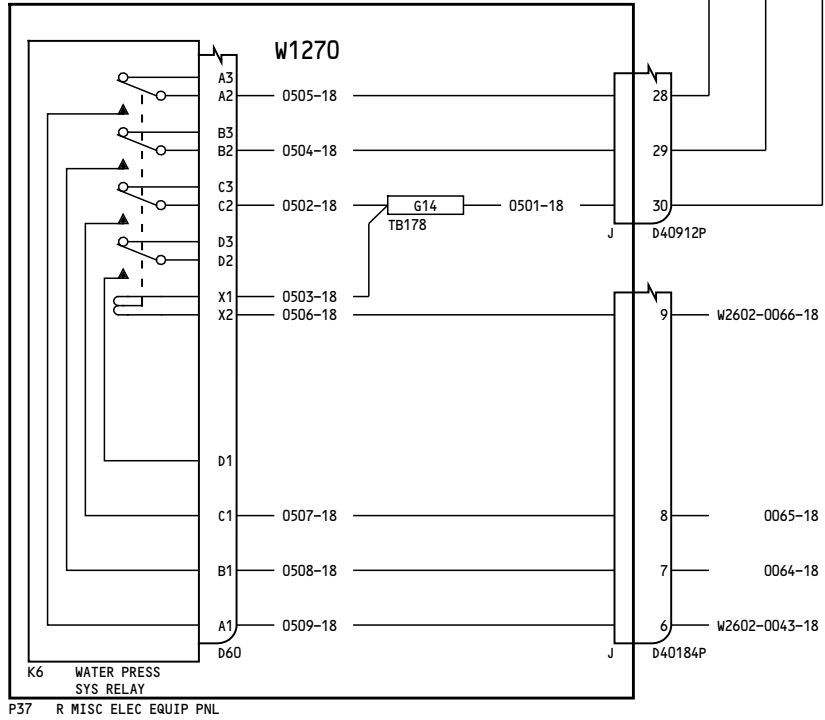 W1270
A3
A2 0505-18 28
B3
B2 0504-18 29
C3
C2 0502-18 G14 0501-18 30
TB178
J D40912P
D3
D2
X1 0503-18
X2 0506-18 9 W2602-0066-18
D1
C1 0507-18 8 0065-18
B1 0508-18 7 0064-18
A1 0509-18 6 W2602-0043-18
D60 J D40184P
K6 WATER PRESS
SYS RELAY
P37 R MISC ELEC EQUIP PNL